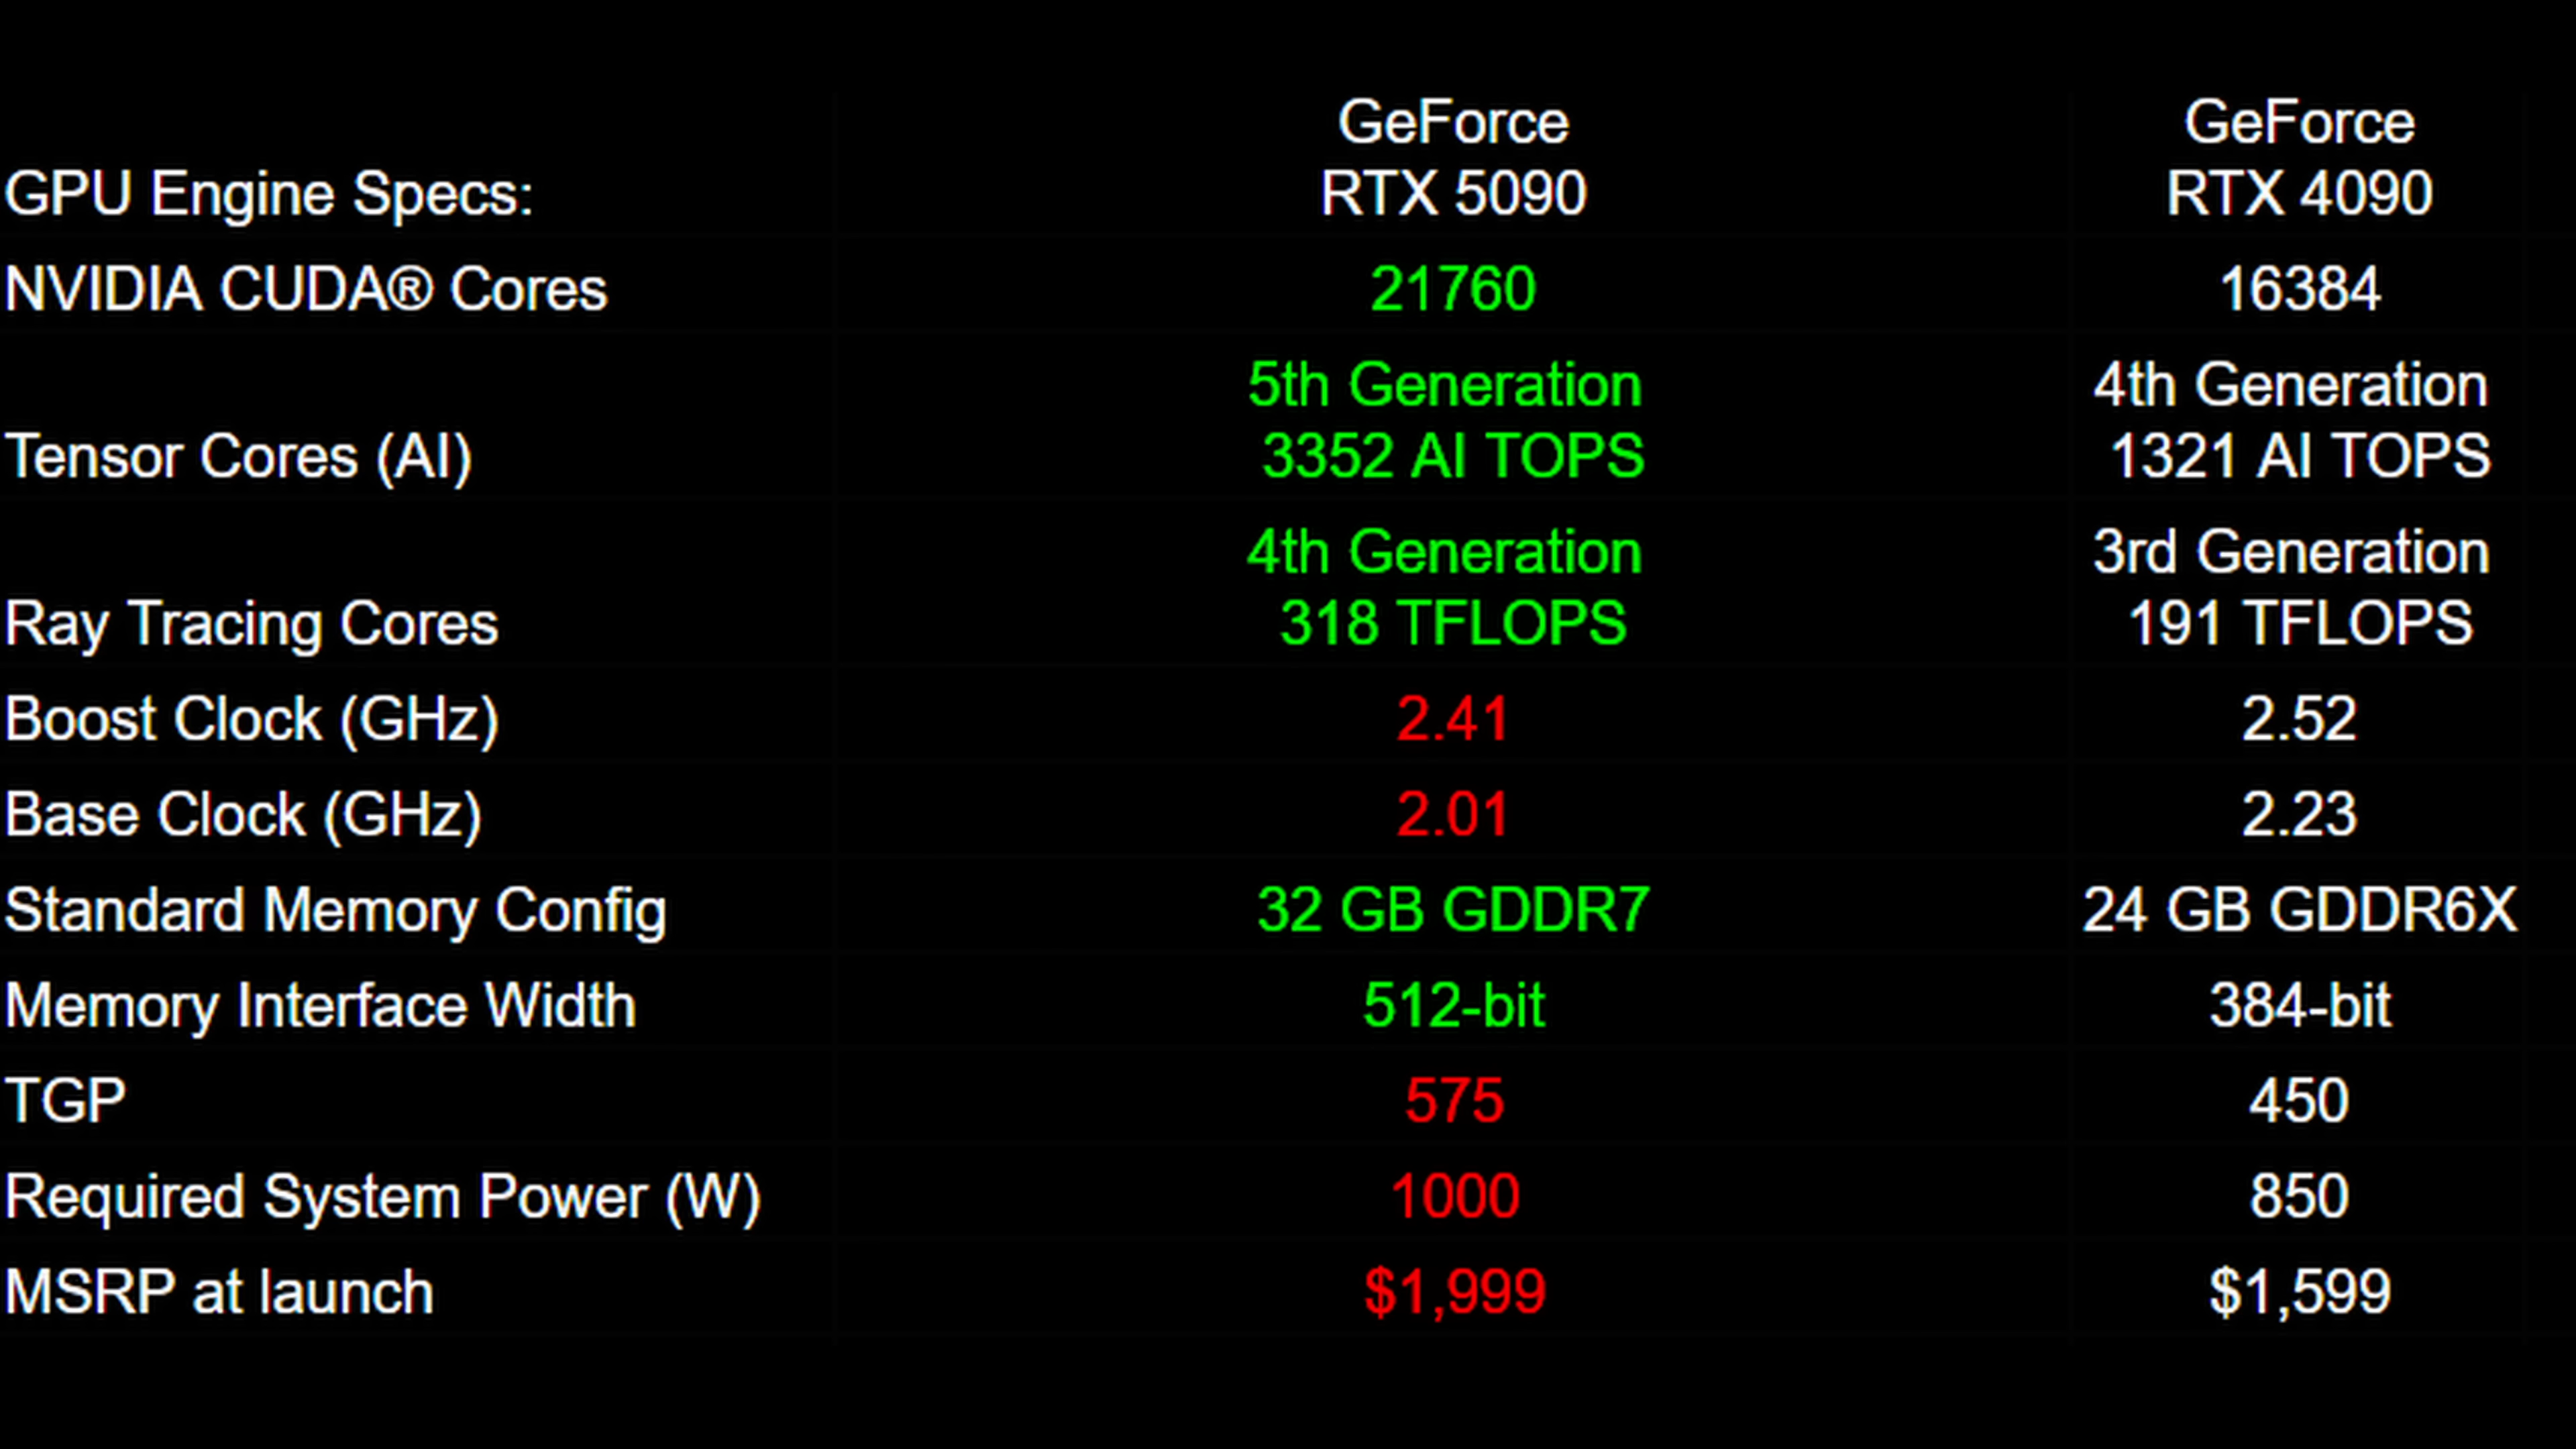 GeForce GeForce
GPU Engine Specs: RTX 5090 RTX 4090
NVIDIA CUDA® Cores 21760 16384
5th Generation 4th Generation
Tensor Cores (AI) 3352 AI TOPS 1321 AI TOPS
4th Generation 3rd Generation
Ray Tracing Cores 318 TFLOPS 191 TFLOPS
Boost Clock (GHz) 2.41 2.52
Base Clock (GHz) 2.01 2.23
Standard Memory Config 32 GB GDDR7 24 GB GDDR6X
Memory Interface Width 512-bit 384-bit
TGP 575 450
Required System Power (W) 1000 850
MSRP at launch $1,999 $1,599